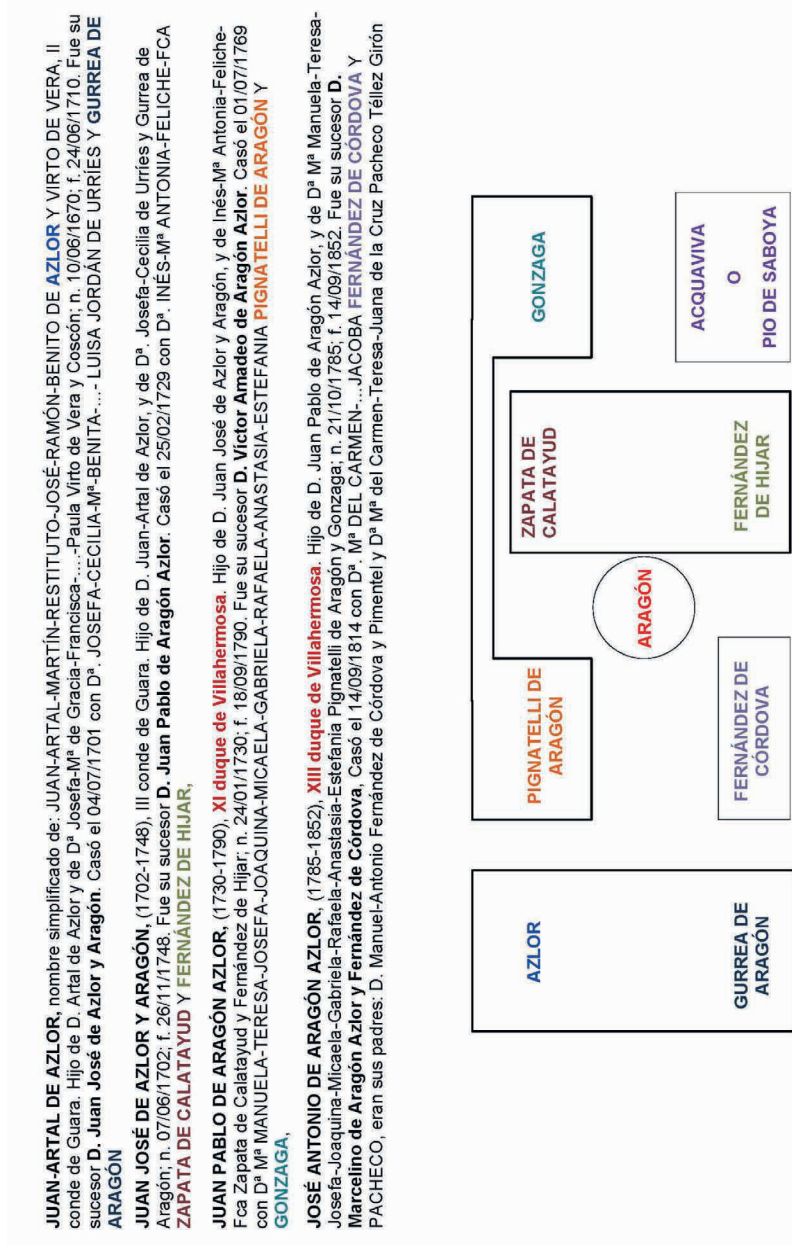 JUAN-ARTAL DE AZLOR, nombre simplificado de: JUAN-ARTAL-MARTÍN-RESTITUTO-JOSÉ-RAMÓN-BENITO DE AZLOR Y VIRTO DE VERA, II
conde de Guara. Hijo de D. Artal de Azlor y de Dª Josefa-Mª de Gracia-Francisca-.....-Paula Virto de Vera y Coscón; n. 10/06/1670; f. 24/06/1710. Fue su
sucesor D. Juan José de Azlor y Aragón. Casó el 04/07/1701 con Dª. JOSEFA-CECILIA-Mª-BENITA-...- LUISA JORDÁN DE URRÍES Y GURREA DE
ARAGÓN
JUAN JOSÉ DE AZLOR Y ARAGÓN, (1702-1748), III conde de Guara. Hijo de D. Juan-Artal de Azlor, y de Dª. Josefa-Cecilia de Urríes y Gurrea de
Aragón; n. 07/06/1702; f. 26/11/1748. Fue su sucesor D. Juan Pablo de Aragón Azlor. Casó el 25/02/1729 con Dª. INÉS-Mª ANTONIA-FELICHE-FCA
ZAPATA DE CALATAYUD Y FERNÁNDEZ DE HIJAR,
JUAN PABLO DE ARAGÓN AZLOR, (1730-1790), XI duque de Villahermosa. Hijo de D. Juan José de Azlor y Aragón, y de Inés-Mª Antonia-Feliche-
Fca Zapata de Calatayud y Fernández de Hijar; n. 24/01/1730; f. 18/09/1790. Fue su sucesor D. Víctor Amadeo de Aragón Azlor. Casó el 01/07/1769
con Dª Mª MANUELA-TERESA-JOSEFA-JOAQUINA-MICAELA-GABRIELA-RAFAELA-ANASTASIA-ESTEFANIA PIGNATELLI DE ARAGÓN Y
GONZAGA,
JOSÉ ANTONIO DE ARAGÓN AZLOR, (1785-1852), XIII duque de Villahermosa. Hijo de D. Juan Pablo de Aragón Azlor, y de Dª Mª Manuela-Teresa-
Josefa-Joaquina-Micaela-Gabriela-Rafaela-Anastasia-Estefania Pignatelli de Aragón y Gonzaga; n. 21/10/1785; f. 14/09/1852. Fue su sucesor D.
Marcelino de Aragón Azlor y Fernández de Córdova, Casó el 14/09/1814 con Dª. Mª DEL CARMEN-...JACOBA FERNÁNDEZ DE CÓRDOVA Y
PACHECO, eran sus padres: D. Manuel-Antonio Fernández de Córdova y Pimentel y Dª Mª del Carmen-Teresa-Juana de la Cruz Pacheco Téllez Girón
AZLOR
GURREA DE
ARAGÓN
PIGNATELLI DE
ARAGÓN
FERNÁNDEZ DE
CÓRDOVA
ARAGÓN
ZAPATA DE
CALATAYUD
FERNÁNDEZ
DE HIJAR
GONZAGA
ACQUAVIVA
O
PIO DE SABOYA